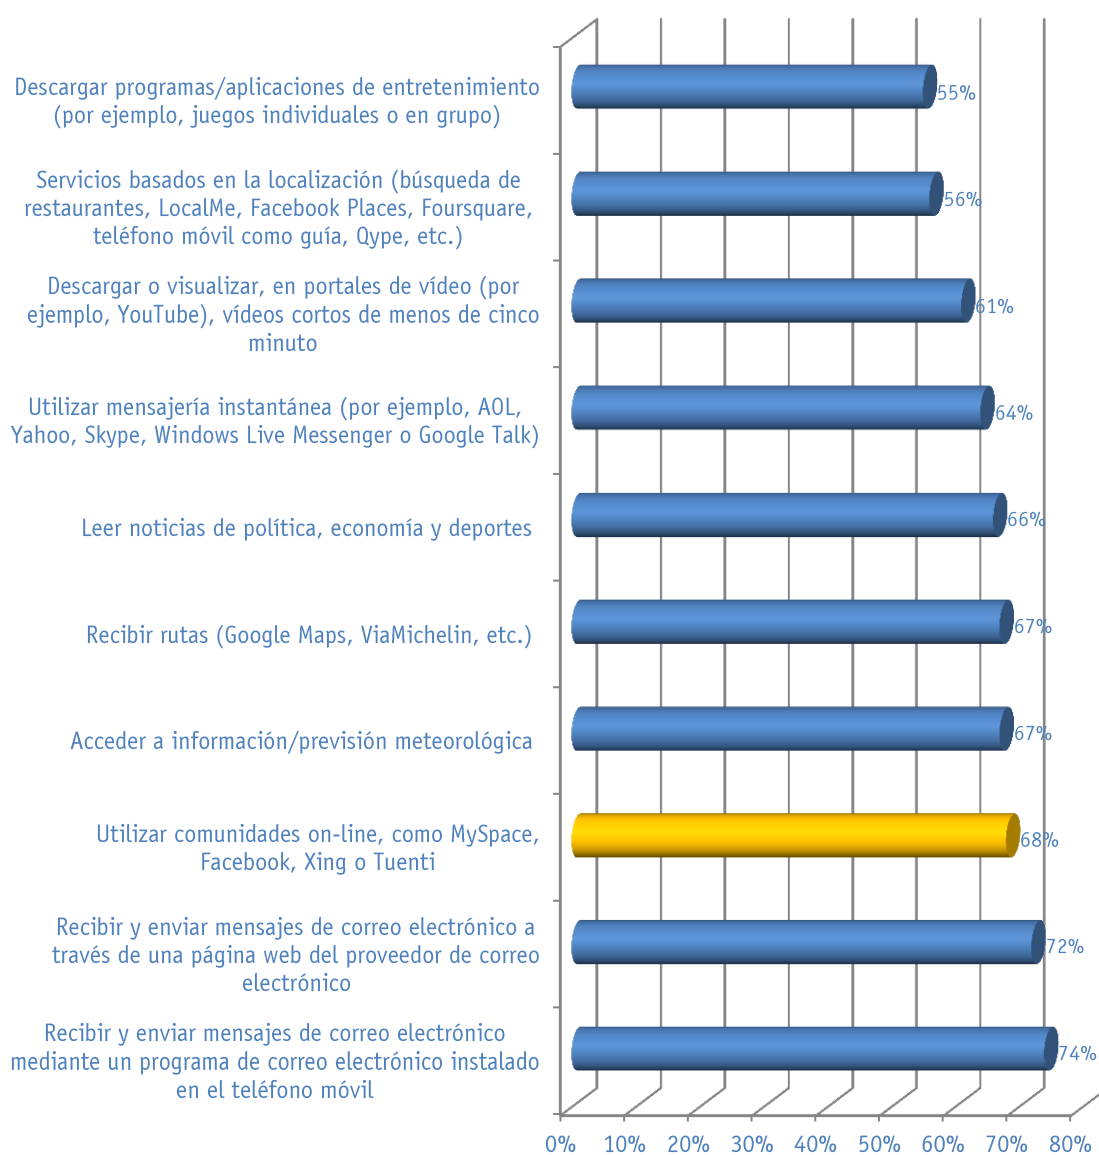 Descargar programas/aplicaciones de entretenimiento
(por ejemplo, juegos individuales o en grupo)
55%
Servicios basados en la localización (búsqueda de
restaurantes, LocalMe, Facebook Places, Foursquare,
teléfono móvil como guía, Qype, etc.)
56%
Descargar o visualizar, en portales de vídeo (por
ejemplo, YouTube), vídeos cortos de menos de cinco
minuto
61%
Utilizar mensajería instantánea (por ejemplo, AOL,
Yahoo, Skype, Windows Live Messenger o Google Talk)
64%
Leer noticias de política, economía y deportes
66%
Recibir rutas (Google Maps, ViaMichelin, etc.)
67%
Acceder a información/previsión meteorológica
67%
Utilizar comunidades on-line, como MySpace,
Facebook, Xing o Tuenti
68%
Recibir y enviar mensajes de correo electrónico a
través de una página web del proveedor de correo
electrónico
72%
Recibir y enviar mensajes de correo electrónico
mediante un programa de correo electrónico instalado
en el teléfono móvil
74%
0% 10% 20% 30% 40% 50% 60% 70% 80%